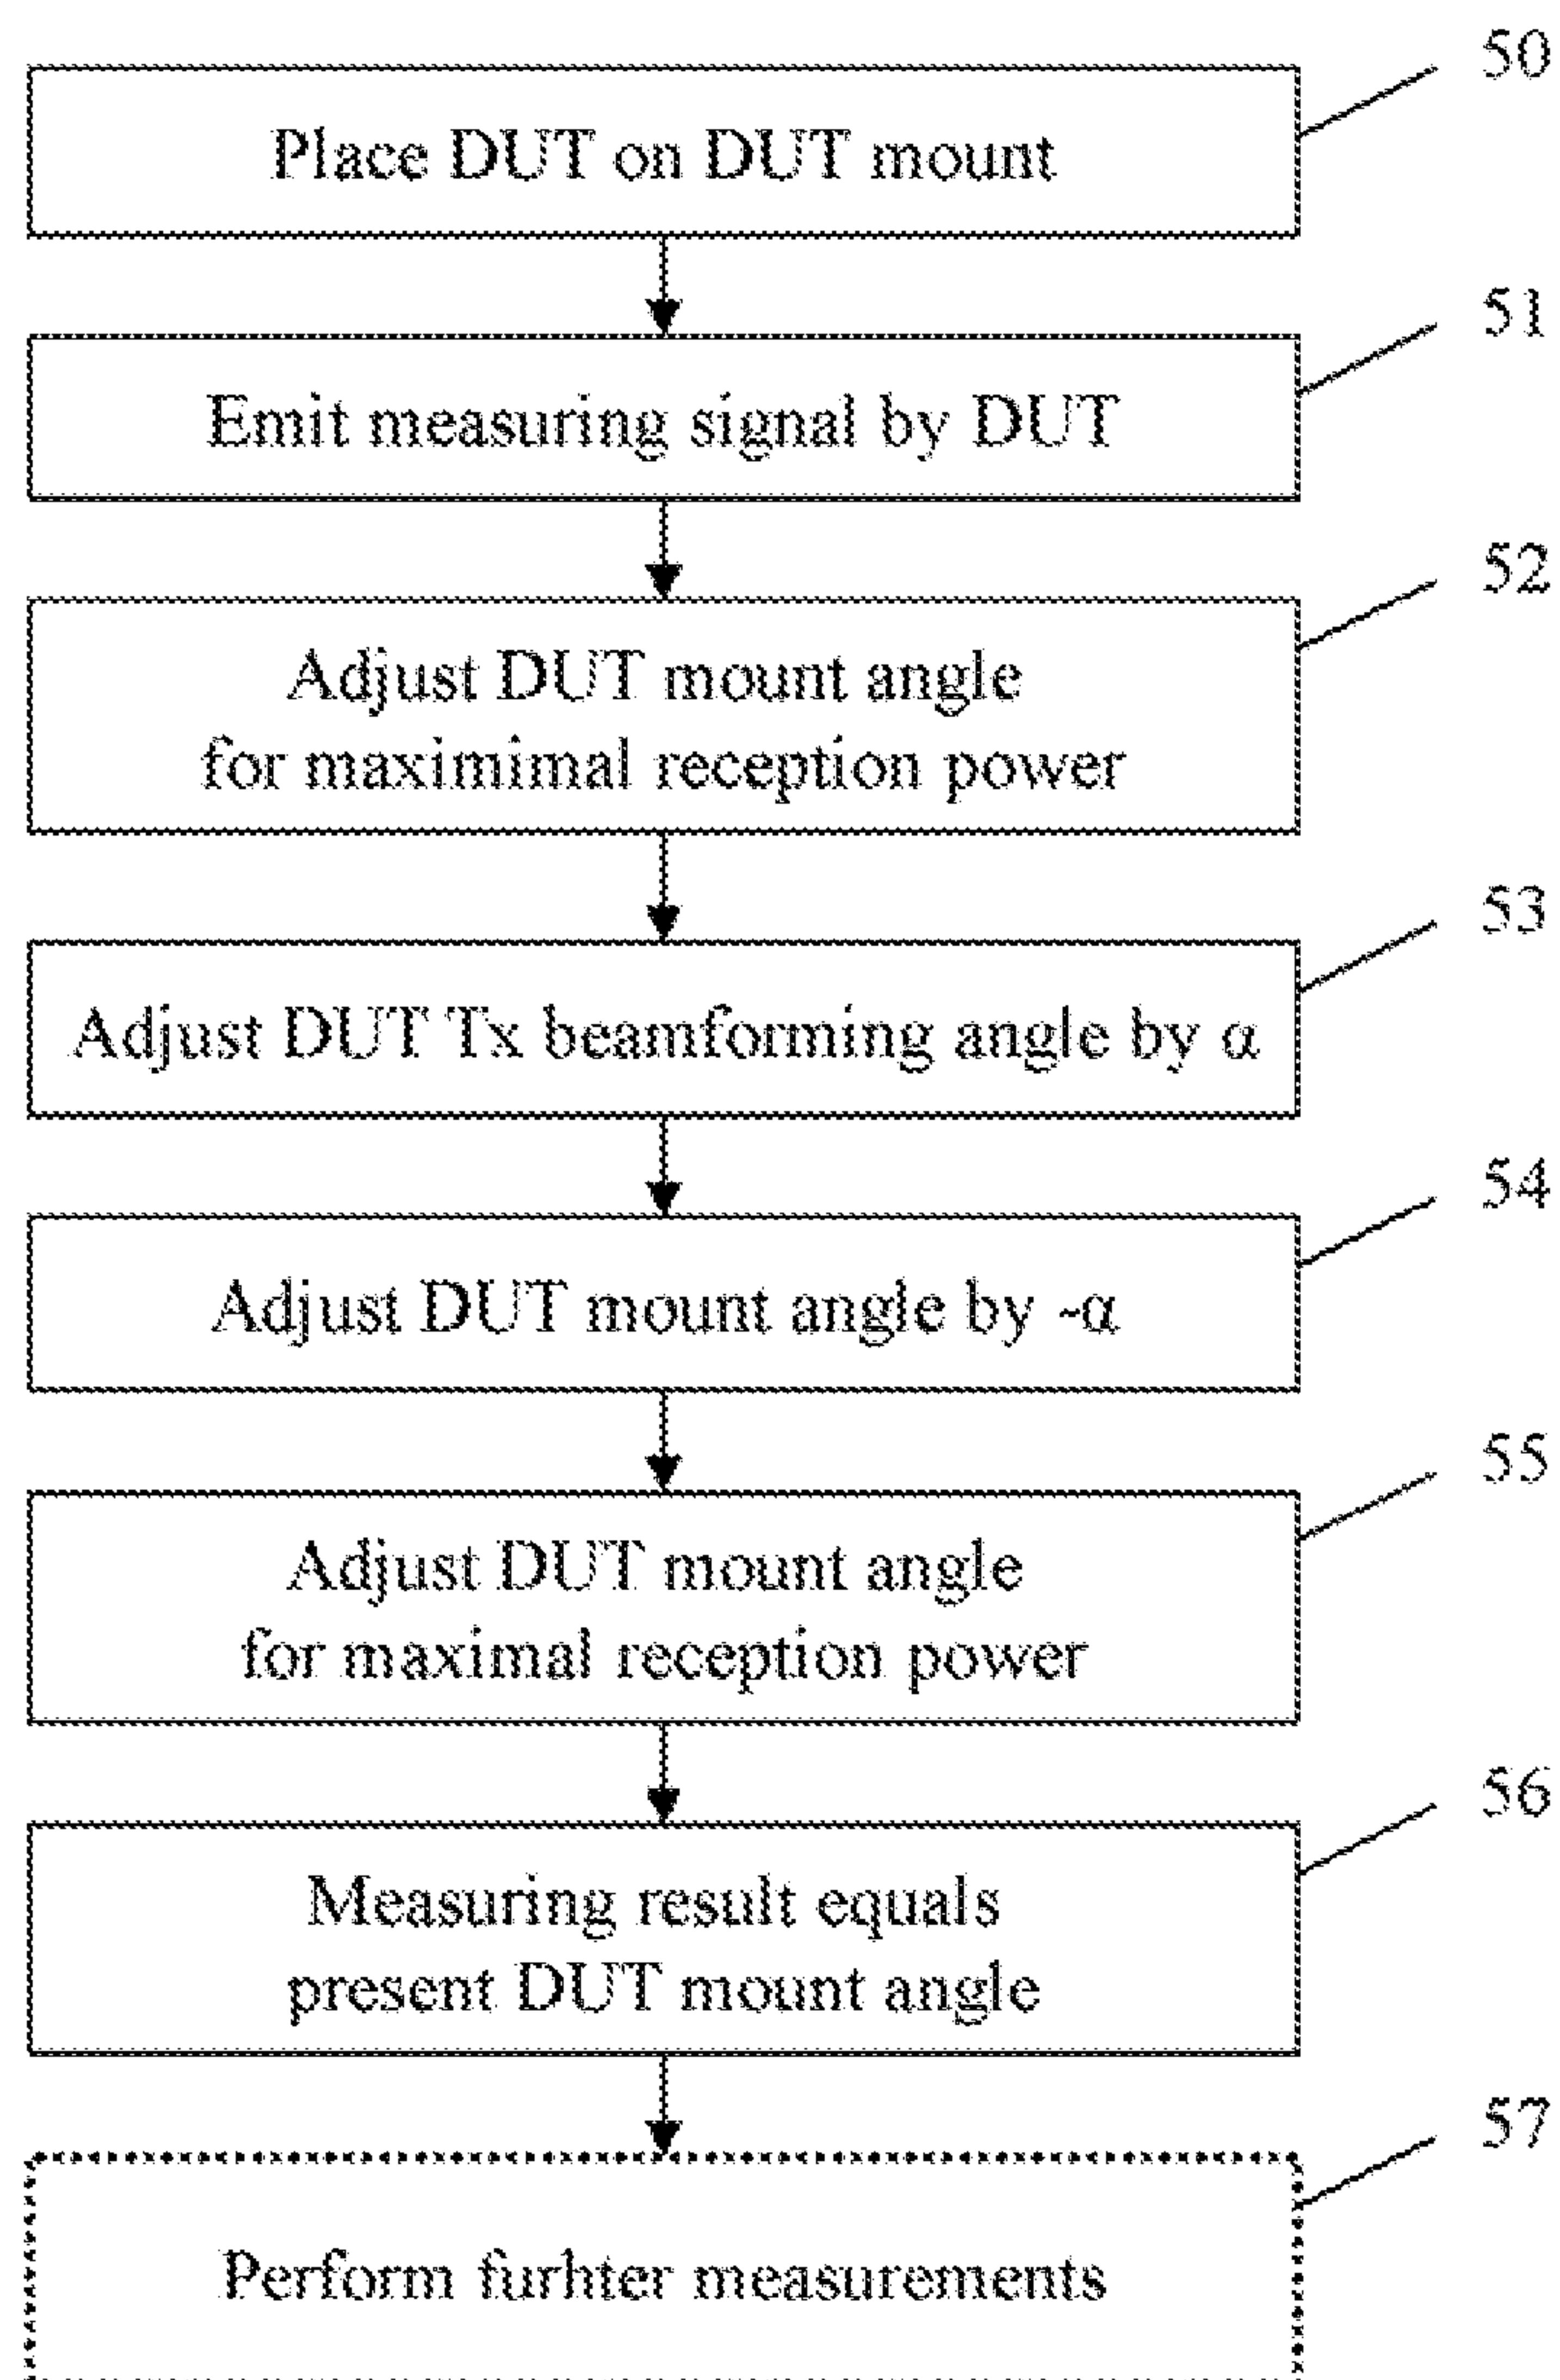 50
Place DUT on DUT mount
51
Emit measuring signal by DUT
52
Adjust DUT mount angle
for maximimal reception power
53
Adjust DUT Tx beamforming angle by α
54
Adjust DUT mount angle by -α
55
Adjust DUT mount angle
for maximal reception power
56
Measuring result equals
present DUT mount angle
57
Perform furhter measurements